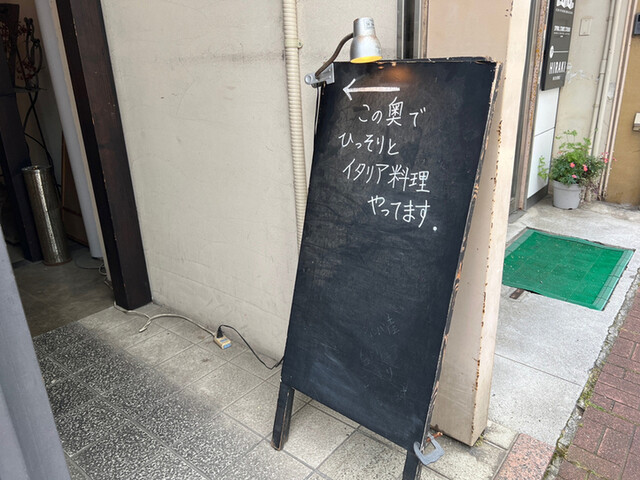 ←
この奥で
ひっそりと
イタリア料理
やってます.
HIRAKI